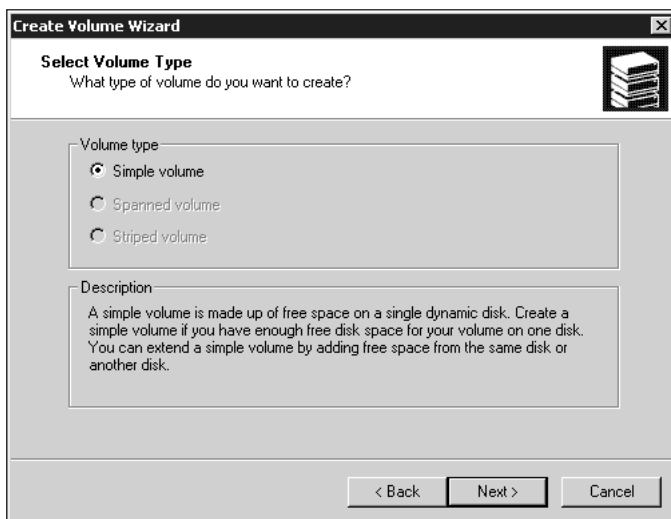 Create Volume Wizard
Select Volume Type
What type of volume do you want to create?
Volume type
Simple volume
Spanned volume
Striped volume
Description
A simple volume is made up of free space on a single dynamic disk. Create a
simple volume if you have enough free disk space for your volume on one disk.
You can extend a simple volume by adding free space from the same disk or
another disk.
< Back Next > Cancel